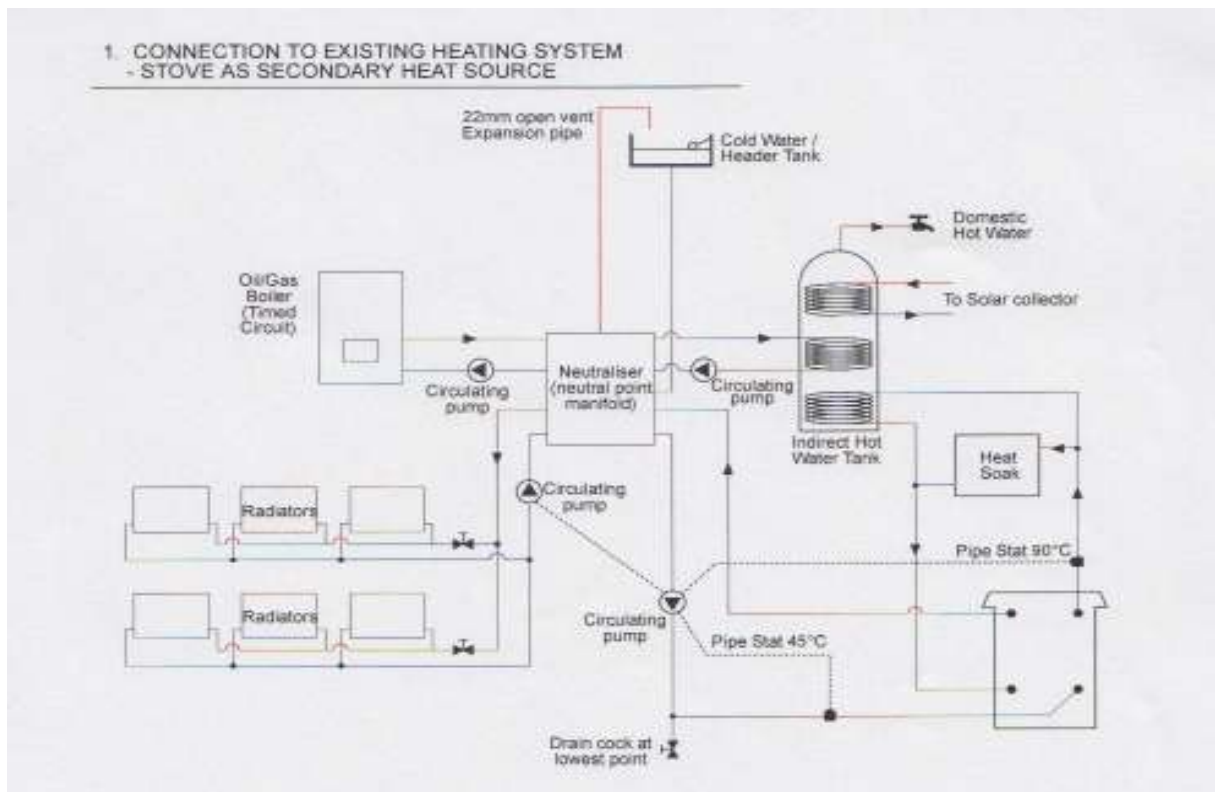 1. CONNECTION TO EXISTING HEATING SYSTEM
- STOVE AS SECONDARY HEAT SOURCE
22mm open vent
Expansion pipe
Cold Water /
Header Tank
Domestic
Hot Water
Oil/Gas
Boiler
(Timed
Circuit)
To Solar collector
Neutraliser
(neutral point
manifold)
Circulating
pump
Circulating
pump
Indirect Hot
Water Tank
Heat
Soak
Circulating
pump
Radiators
Pipe Stat 90°C
Radiators
Circulating
pump
Pipe Stat 45°C
Drain cock at
lowest point